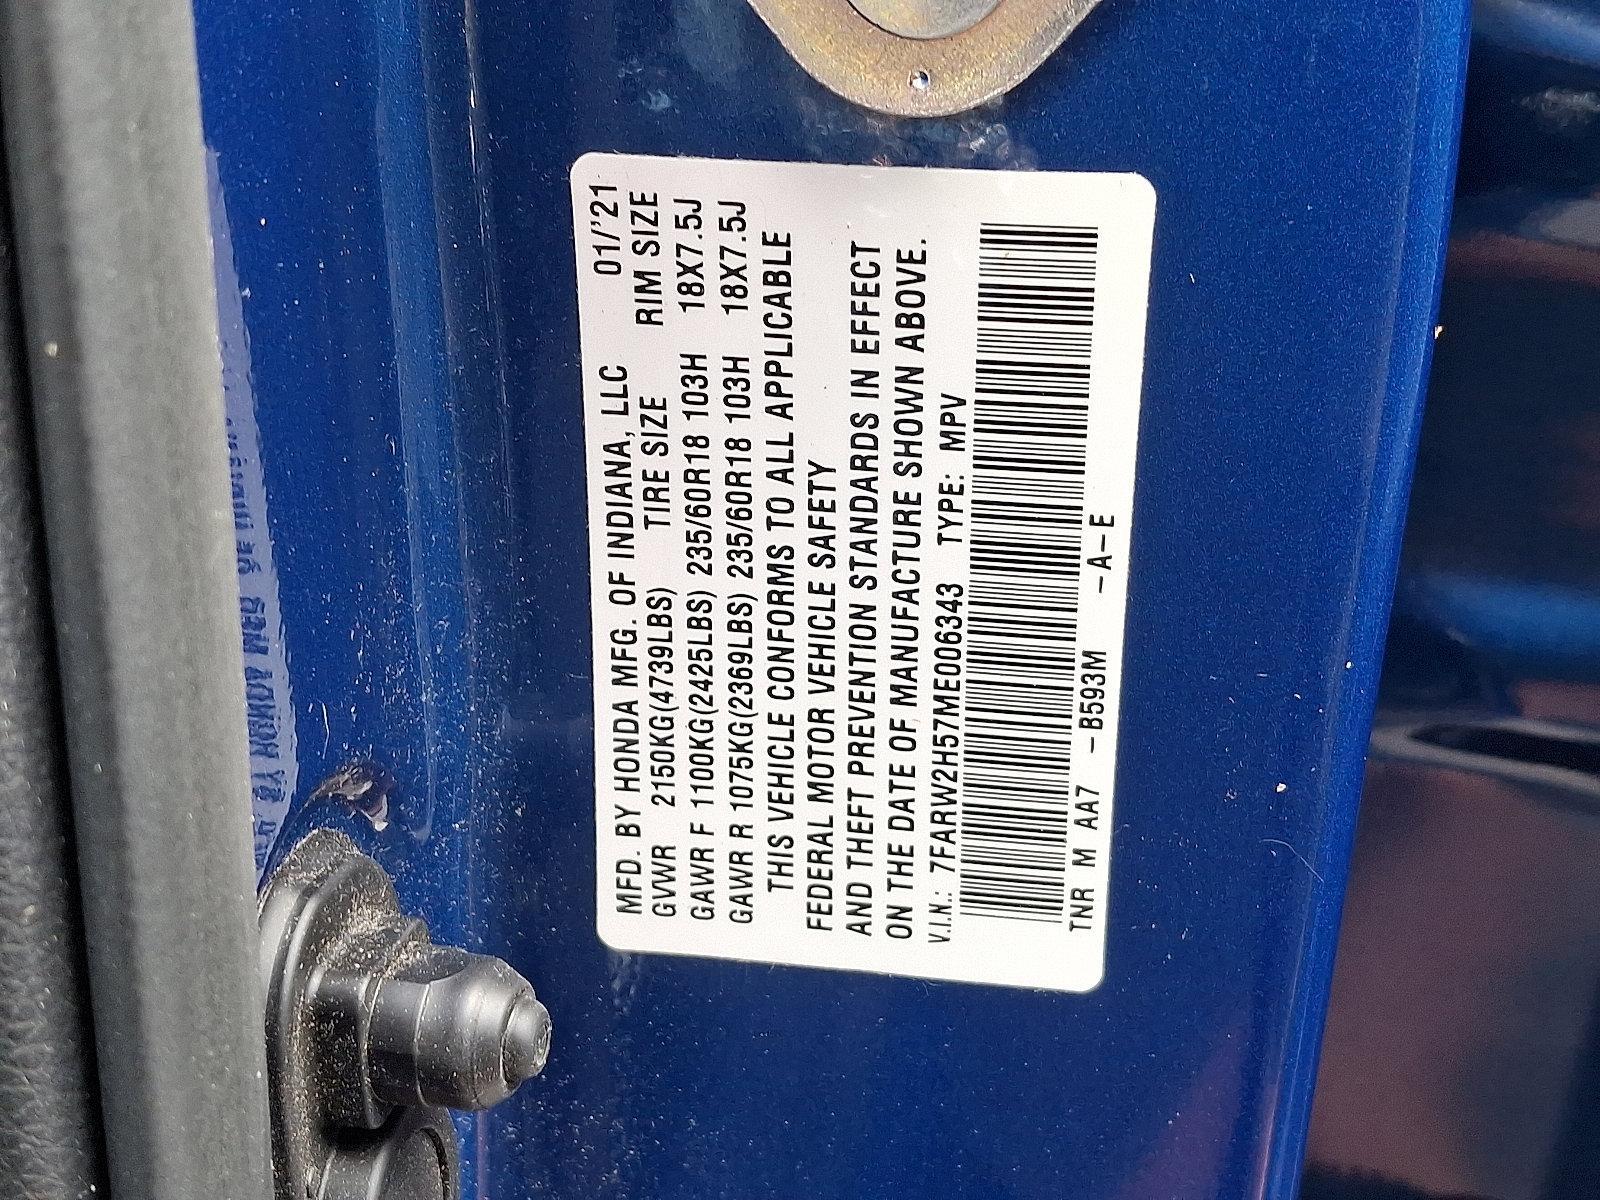 MFD. BY HONDA MFG. OF INDIANA, LLC 01/'21
GVWR 2150KG(4739LBS) TIRE SIZE RIM SIZE
GAWR F 1100KG(2425LBS) 235/60R18 103H 18X7.5J
GAWR R 1075KG(2369LBS) 235/60R18 103H 18X7.5J
THIS VEHICLE CONFORMS TO ALL APPLICABLE
FEDERAL MOTOR VEHICLE SAFETY
AND THEFT PREVENTION STANDARDS IN EFFECT
ON THE DATE OF MANUFACTURE SHOWN ABOVE.
V.I.N.: 7FARW2H57ME006343 TYPE: MPV
TNR M AA7 -B593M -A-E